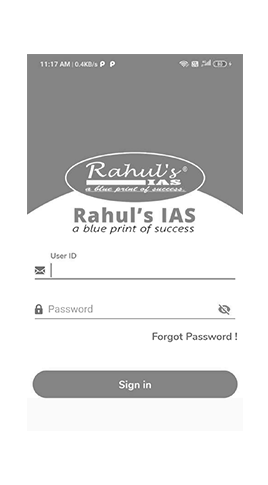 11:17 AM | 0.4KB/s P P
Rahul's®
IAS
a blue print of success.
Rahul's IAS
a blue print of success
User ID
Password
Forgot Password !
Sign in